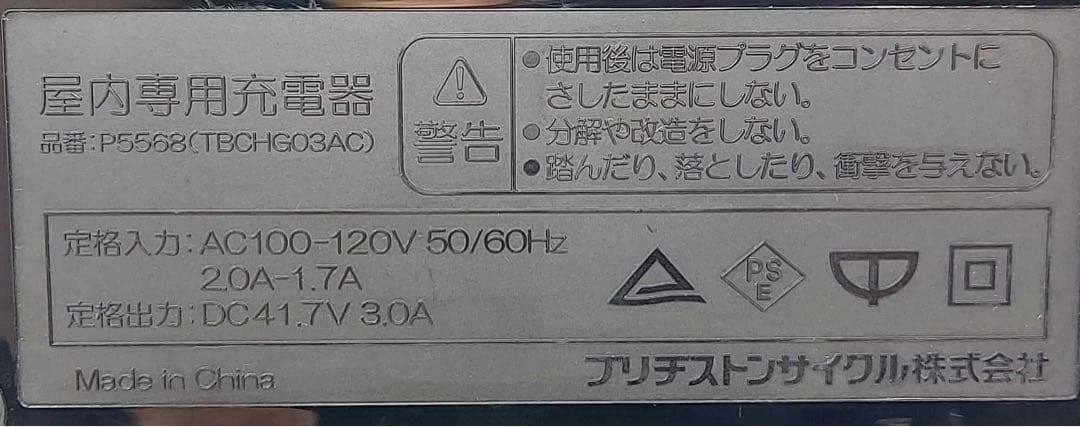 屋内専用充電器
品番:P5568(TBCHG03AC)
警告
●使用後は電源プラグをコンセントに
さしたままにしない。
●分解や改造をしない。
●踏んだり、落としたり、衝撃を与えない。
定格入力:AC100-120V 50/60Hz
2.0A-1.7A
定格出力:DC41.7V 3.0A
PS
E
Made in China
ブリヂストンサイクル株式会社